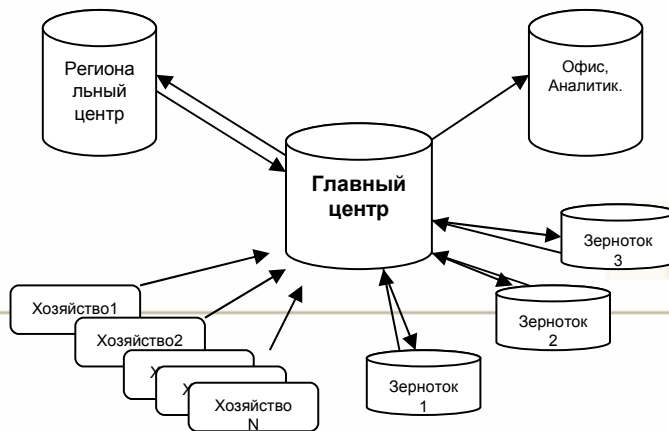 Региона
льный
центр
Офис,
Аналитик.
Главный
центр
Зерноток
3
Хозяйство1
Зерноток
2
Хозяйство2
Х
Х
Зерноток
1
Хозяйство
N